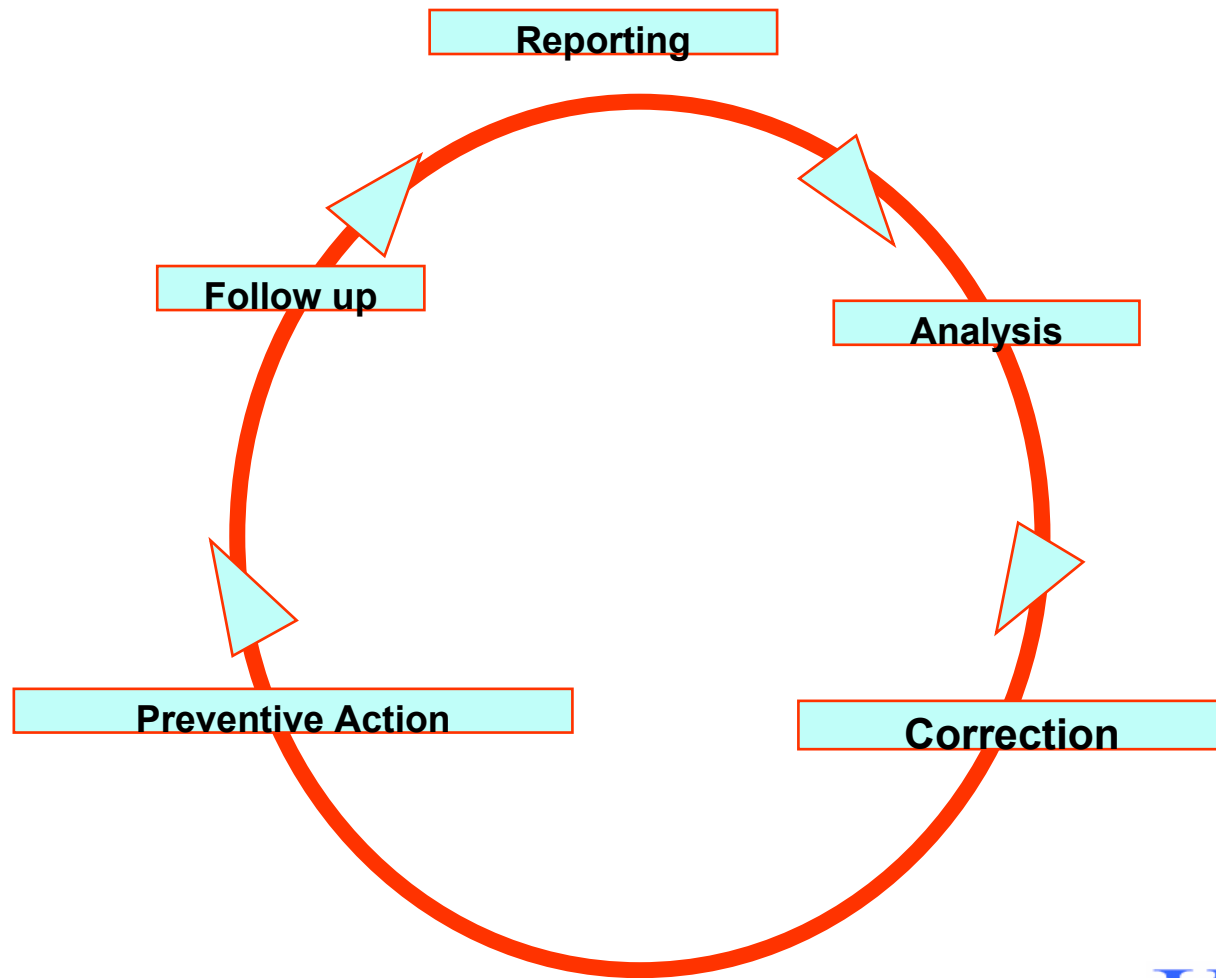 Reporting
Follow up
Analysis
Preventive Action
Correction